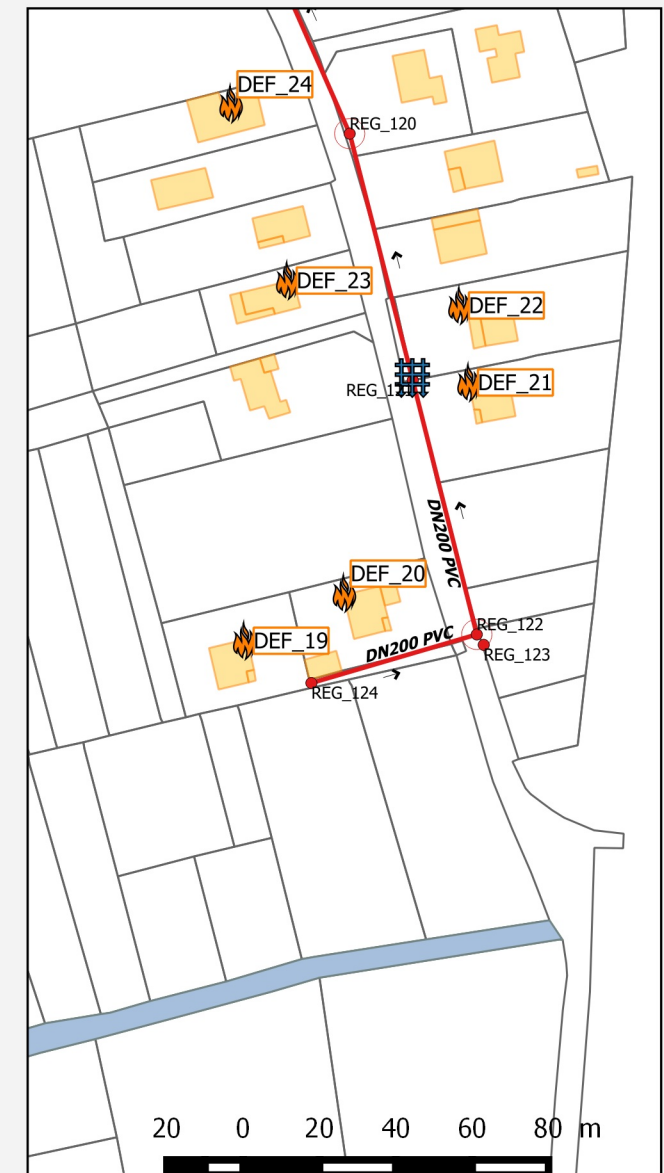 DEF_24
REG_120
DEF_23
DEF_22
DEF_21
DN200 PVC
DEF_20
REG_122
DEF_19
DN200 PVC
REG_123
REG_124
20 0 20 40 60 80 m